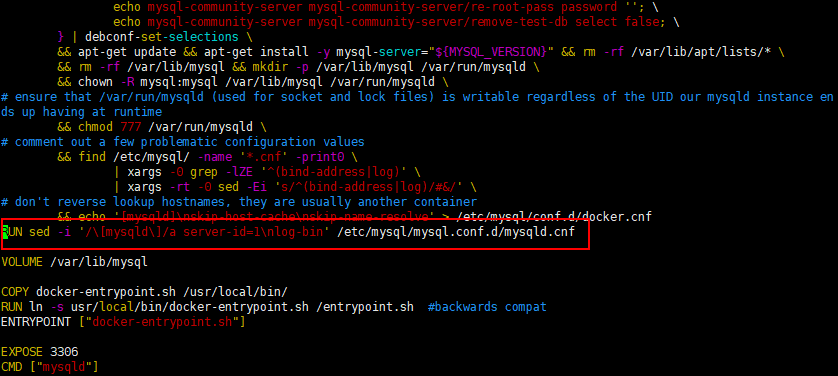 echo mysql-community-server mysql-community-server/re-root-pass password ''; \
echo mysql-community-server mysql-community-server/remove-test-db select false; \
} | debconf-set-selections \
&& apt-get update && apt-get install -y mysql-server="${MYSQL_VERSION}" && rm -rf /var/lib/apt/lists/* \
&& rm -rf /var/lib/mysql && mkdir -p /var/lib/mysql /var/run/mysqld \
&& chown -R mysql:mysql /var/lib/mysql /var/run/mysqld \
# ensure that /var/run/mysqld (used for socket and lock files) is writable regardless of the UID our mysqld instance en
ds up having at runtime
&& chmod 777 /var/run/mysqld \
# comment out a few problematic configuration values
&& find /etc/mysql/ -name '*.cnf' -print0 \
| xargs -0 grep -lZE '^(bind-address|log)' \
| xargs -rt -0 sed -Ei 's/^(bind-address|log)/#&/' \
# don't reverse lookup hostnames, they are usually another container
&& echo '[mysqld]\nskip-host-cache\nskip-name-resolve' > /etc/mysql/conf.d/docker.cnf
RUN sed -i '/\[mysqld\]/a server-id=1\nlog-bin' /etc/mysql/mysql.conf.d/mysqld.cnf
VOLUME /var/lib/mysql
COPY docker-entrypoint.sh /usr/local/bin/
RUN ln -s usr/local/bin/docker-entrypoint.sh /entrypoint.sh  #backwards compat
ENTRYPOINT ["docker-entrypoint.sh"]
EXPOSE 3306
CMD ["mysqld"]